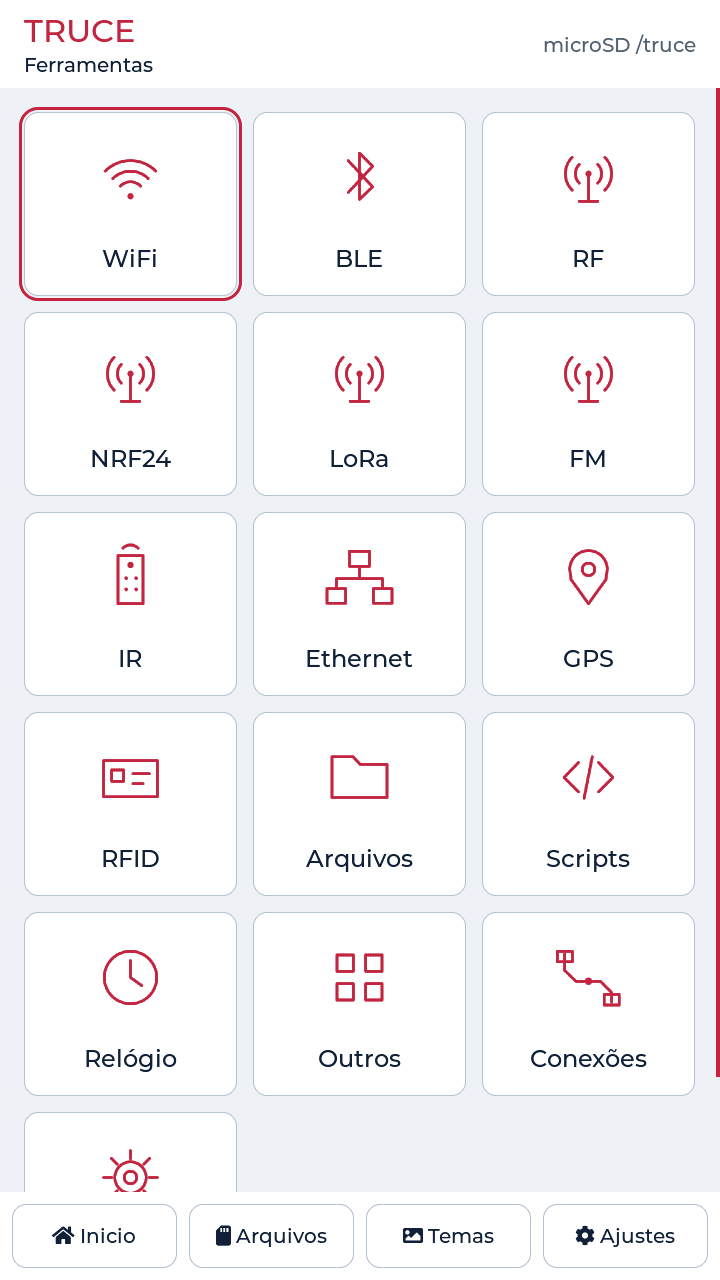 TRUCE
Ferramentas
microSD /truce
WiFi
BLE
RF
NRF24
LoRa
FM
IR
Ethernet
GPS
RFID
Arquivos
Scripts
Relógio
Outros
Conexões
Inicio
Arquivos
Temas
Ajustes